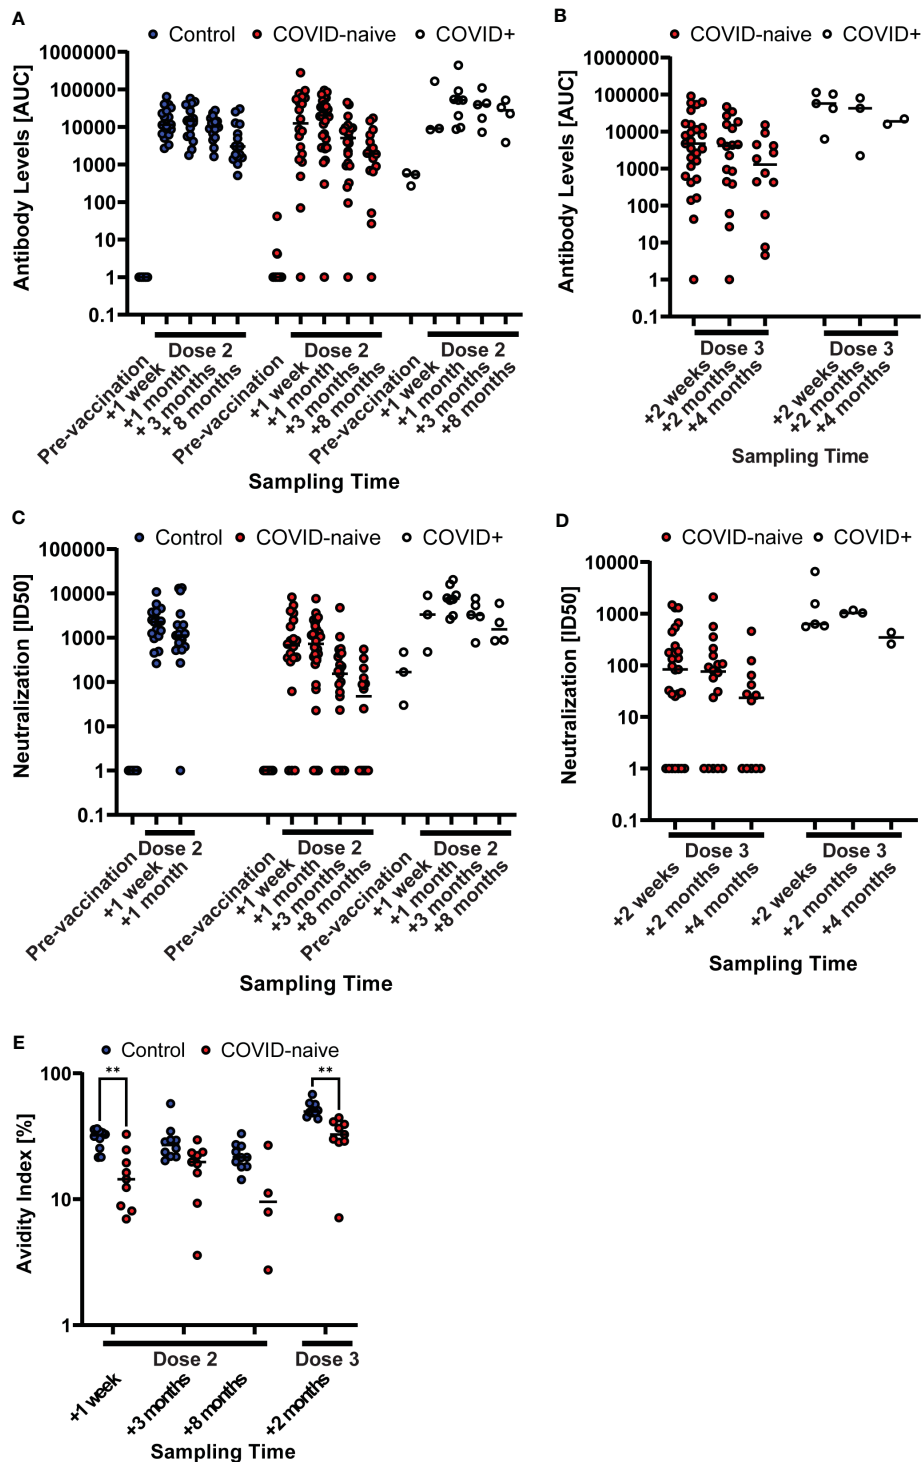 A
Control COVID-naive COVID+
Antibody Levels [AUC]
1000000
100000
10000
1000
100
10
1
0.1
Dose 2 Dose 2 Dose 2
Pre-vaccination +1 week +1 month + 3 months + 8 months Pre-vaccination +1 week +1 month + 3 months + 8 months Pre-vaccination +1 week +1 month + 3 months + 8 months
Sampling Time
B
COVID-naive COVID+
Antibody Levels [AUC]
1000000
100000
10000
1000
100
10
1
0.1
Dose 3 Dose 3
+2 weeks +2 months +4 months +2 weeks +2 months +4 months
Sampling Time
C
Control COVID-naive COVID+
Neutralization [ID50]
100000
10000
1000
100
10
1
0.1
Dose 2 Dose 2 Dose 2
Pre-vaccination +1 week +1 month Pre-vaccination +1 week +1 month +3 months +8 months Pre-vaccination +1 week +1 month +3 months +8 months
Sampling Time
D
COVID-naive COVID+
Neutralization [ID50]
10000
1000
100
10
1
0.1
Dose 3 Dose 3
+2 weeks +2 months +4 months +2 weeks +2 months +4 months
Sampling Time
E
Control COVID-naive
Avidity Index [%]
100
10
1
** **
Dose 2 Dose 3
+1 week +3 months +8 months +2 months
Sampling Time